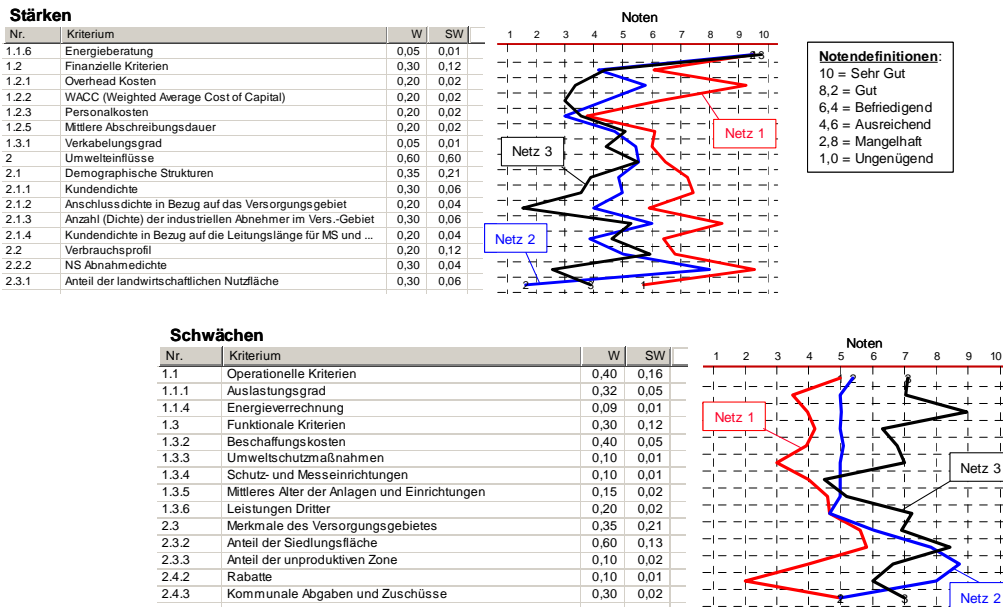 Stärken
Noten
Nr. Kriterium W SW
1 2 3 4 5 6 7 8 9 10
1.1.6 Energieberatung 0,05 0,01
1.2 Finanzielle Kriterien 0,30 0,12
1.2.1 Overhead Kosten 0,20 0,02
1.2.2 WACC (Weighted Average Cost of Capital) 0,20 0,02
1.2.3 Personalkosten 0,20 0,02
1.2.5 Mittlere Abschreibungsdauer 0,20 0,02
1.3.1 Verkabelungsgrad 0,05 0,01
2 Umwelteinflüsse 0,60 0,60
2.1 Demographische Strukturen 0,35 0,21
2.1.1 Kundendichte 0,30 0,06
2.1.2 Anschlussdichte in Bezug auf das Versorgungsgebiet 0,20 0,04
2.1.3 Anzahl (Dichte) der industriellen Abnehmer im Vers.-Gebiet 0,30 0,06
2.1.4 Kundendichte in Bezug auf die Leitungslänge für MS und ... 0,20 0,04
2.2 Verbrauchsprofil 0,20 0,12
2.2.2 NS Abnahmedichte 0,30 0,04
2.3.1 Anteil der landwirtschaftlichen Nutzfläche 0,30 0,06
Netz 1
Netz 3
Netz 2
2 3 1
Notendefinitionen:
10 = Sehr Gut
8,2 = Gut
6,4 = Befriedigend
4,6 = Ausreichend
2,8 = Mangelhaft
1,0 = Ungenügend
Schwächen
Noten
Nr. Kriterium W SW
1 2 3 4 5 6 7 8 9 10
1.1 Operationelle Kriterien 0,40 0,16
1.1.1 Auslastungsgrad 0,32 0,05
1.1.4 Energieverrechnung 0,09 0,01
1.3 Funktionale Kriterien 0,30 0,12
1.3.2 Beschaffungskosten 0,40 0,05
1.3.3 Umweltschutzmaßnahmen 0,10 0,01
1.3.4 Schutz- und Messeinrichtungen 0,10 0,01
1.3.5 Mittleres Alter der Anlagen und Einrichtungen 0,15 0,02
1.3.6 Leistungen Dritter 0,20 0,02
2.3 Merkmale des Versorgungsgebietes 0,35 0,21
2.3.2 Anteil der Siedlungsfläche 0,60 0,13
2.3.3 Anteil der unproduktiven Zone 0,10 0,02
2.4.2 Rabatte 0,10 0,01
2.4.3 Kommunale Abgaben und Zuschüsse 0,30 0,02
Netz 1
Netz 3
Netz 2